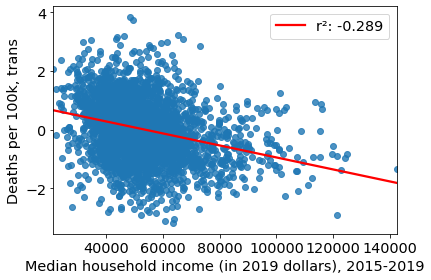 4
r²: -0.289
2
0
−2
Deaths per 100k, trans
40000 60000 80000 100000 120000 140000
Median household income (in 2019 dollars), 2015-2019